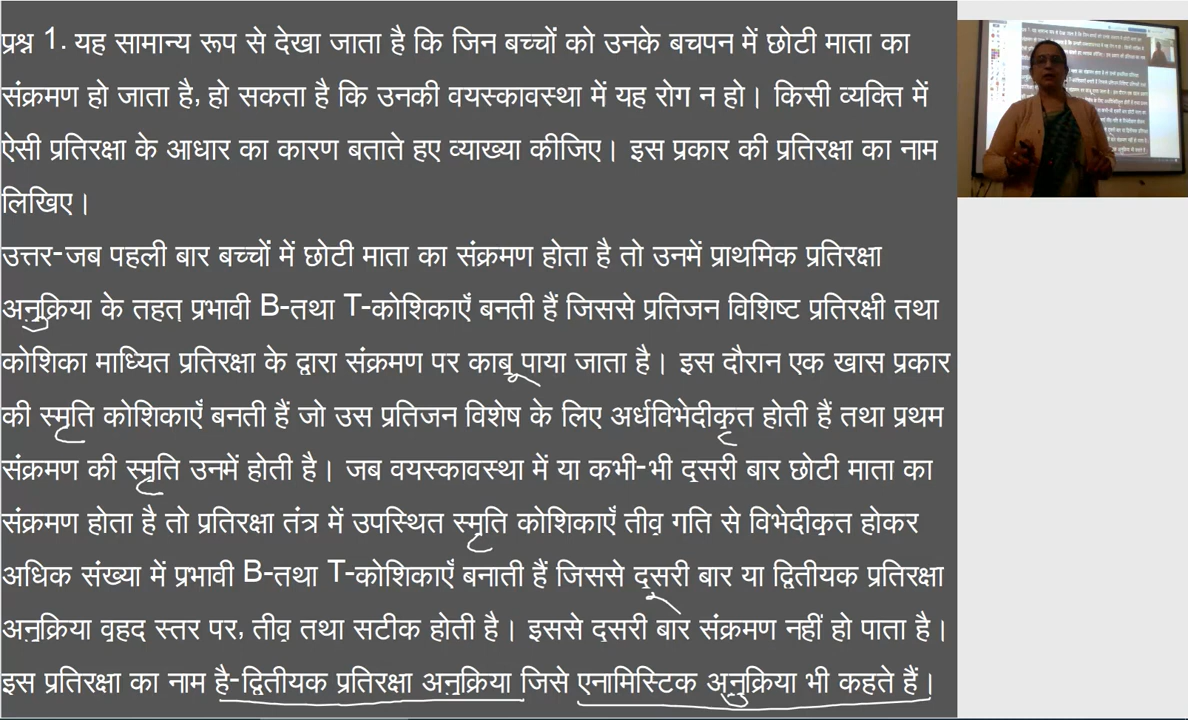 प्रश्न 1. यह सामान्य रूप से देखा जाता है कि जिन बच्चों को उनके बचपन में छोटी माता का
संक्रमण हो जाता है, हो सकता है कि उनकी वयस्कावस्था में यह रोग न हो। किसी व्यक्ति में
ऐसी प्रतिरक्षा के आधार का कारण बताते हए व्याख्या कीजिए। इस प्रकार की प्रतिरक्षा का नाम
लिखिए।
उत्तर-जब पहली बार बच्चों में छोटी माता का संक्रमण होता है तो उनमें प्राथमिक प्रतिरक्षा
अनुक्रिया के तहत् प्रभावी B-तथा T-कोशिकाएँ बनती हैं जिससे प्रतिजन विशिष्ट प्रतिरक्षी तथा
कोशिका माध्यित प्रतिरक्षा के द्वारा संक्रमण पर काबू पाया जाता है। इस दौरान एक खास प्रकार
की स्मृति कोशिकाएँ बनती हैं जो उस प्रतिजन विशेष के लिए अर्धविभेदीकृत होती हैं तथा प्रथम
संक्रमण की स्मृति उनमें होती है। जब वयस्कावस्था में या कभी-भी दूसरी बार छोटी माता का
संक्रमण होता है तो प्रतिरक्षा तंत्र में उपस्थित स्मृति कोशिकाएँ तीव्र गति से विभेदीकृत होकर
अधिक संख्या में प्रभावी B-तथा T-कोशिकाएँ बनाती हैं जिससे दूसरी बार या द्वितीयक प्रतिरक्षा
अनुक्रिया वृहद स्तर पर, तीव्र तथा सटीक होती है। इससे दूसरी बार संक्रमण नहीं हो पाता है।
इस प्रतिरक्षा का नाम है-द्वितीयक प्रतिरक्षा अनुक्रिया जिसे एनामिस्टिक अनुक्रिया भी कहते हैं।